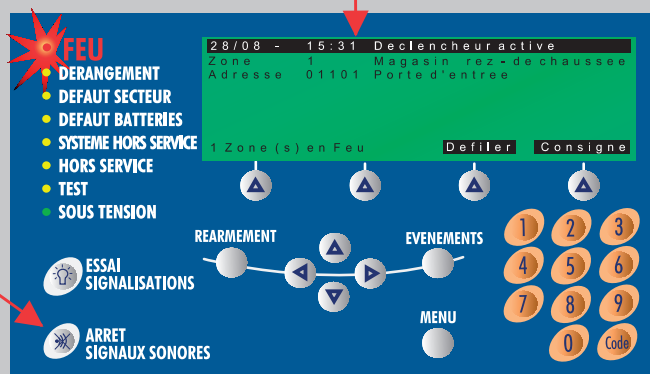 FEU
DERANGEMENT
DEFAUT SECTEUR
DEFAUT BATTERIES
SYSTEME HORS SERVICE
HORS SERVICE
TEST
SOUS TENSION
28/08 - 15:31 Declencheur active
Zone 1 Magasin rez-de chaussee
Adresse 01101 Porte d'entree
1 Zone(s) en Feu Defiler Consigne
REARMEMENT
EVENEMENTS
MENU
ESSAI
SIGNALISATIONS
ARRET
SIGNAUX SONORES
1 2 3
4 5 6
7 8 9
0 Code